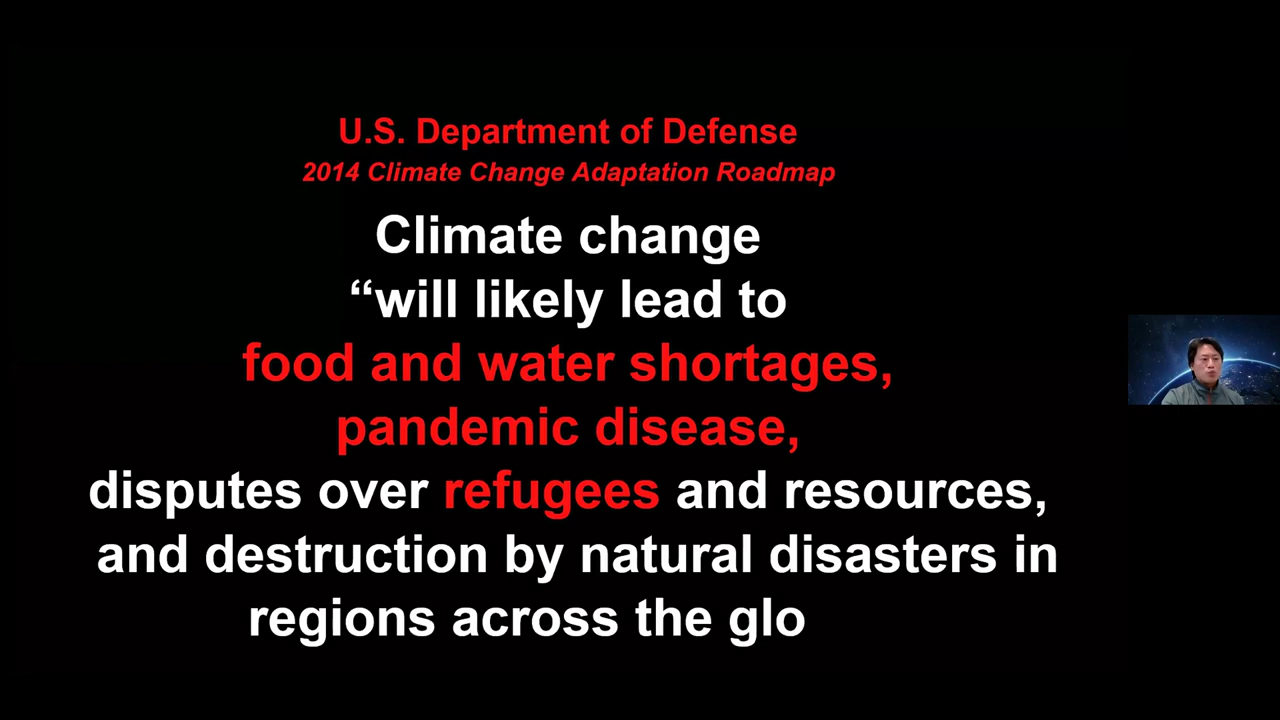 U.S. Department of Defense
2014 Climate Change Adaptation Roadmap
Climate change
“will likely lead to
food and water shortages,
pandemic disease,
disputes over refugees and resources,
and destruction by natural disasters in
regions across the glo